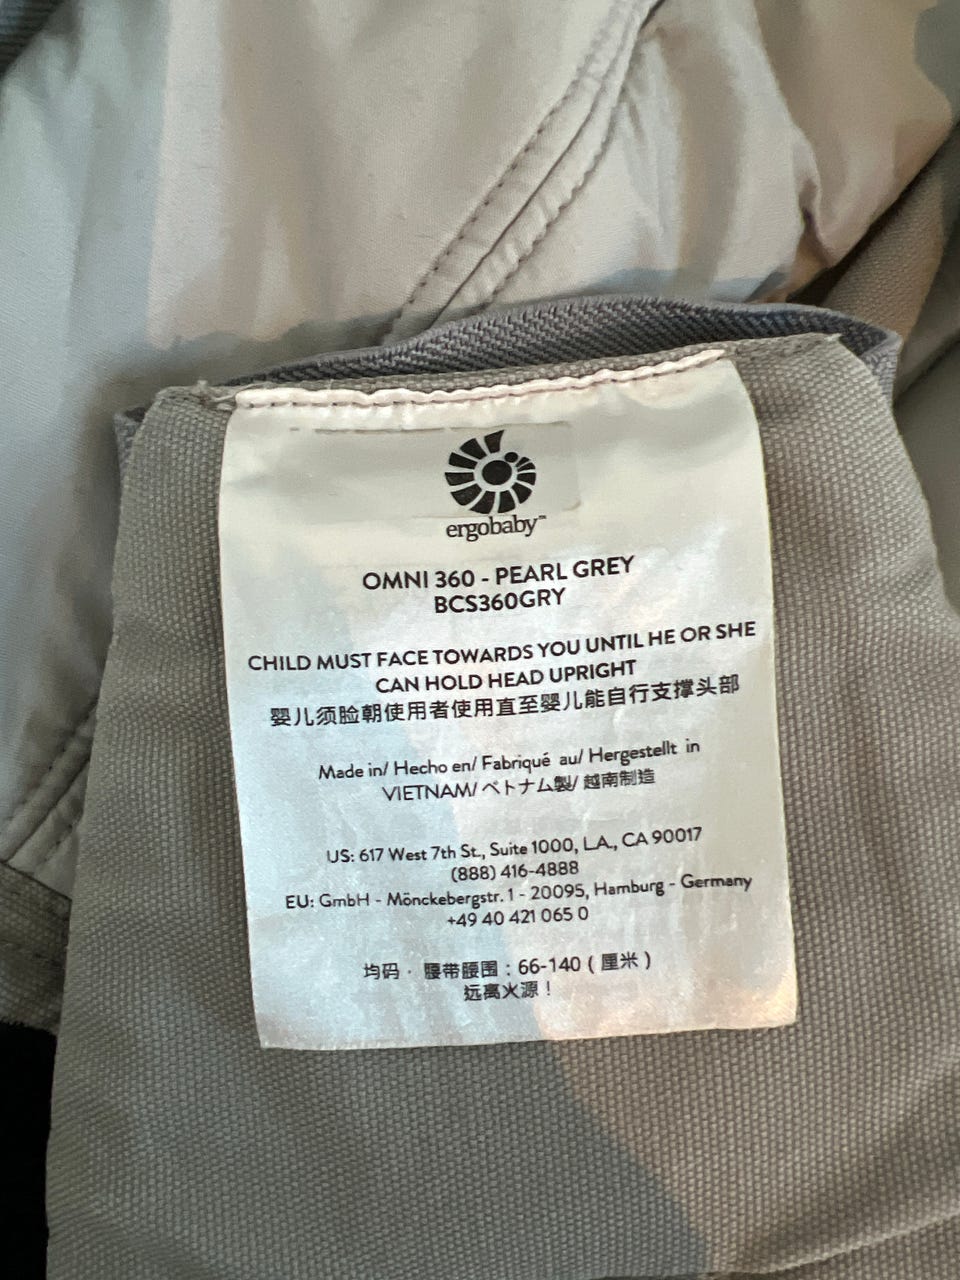 ergobaby™
OMNI 360 - PEARL GREY
BCS360GRY
CHILD MUST FACE TOWARDS YOU UNTIL HE OR SHE
CAN HOLD HEAD UPRIGHT
婴儿须脸朝使用者使用直至婴儿能自行支撑头部
Made in/ Hecho en/ Fabriqué au/ Hergestellt in
VIETNAM/ ベトナム製/ 越南制造
US: 617 West 7th St., Suite 1000, L.A., CA 90017
(888) 416-4888
EU: GmbH - Mönckebergstr. 1 - 20095, Hamburg - Germany
+49 40 421 065 0
均码 · 腰带腰围：66-140（厘米）
远离火源！